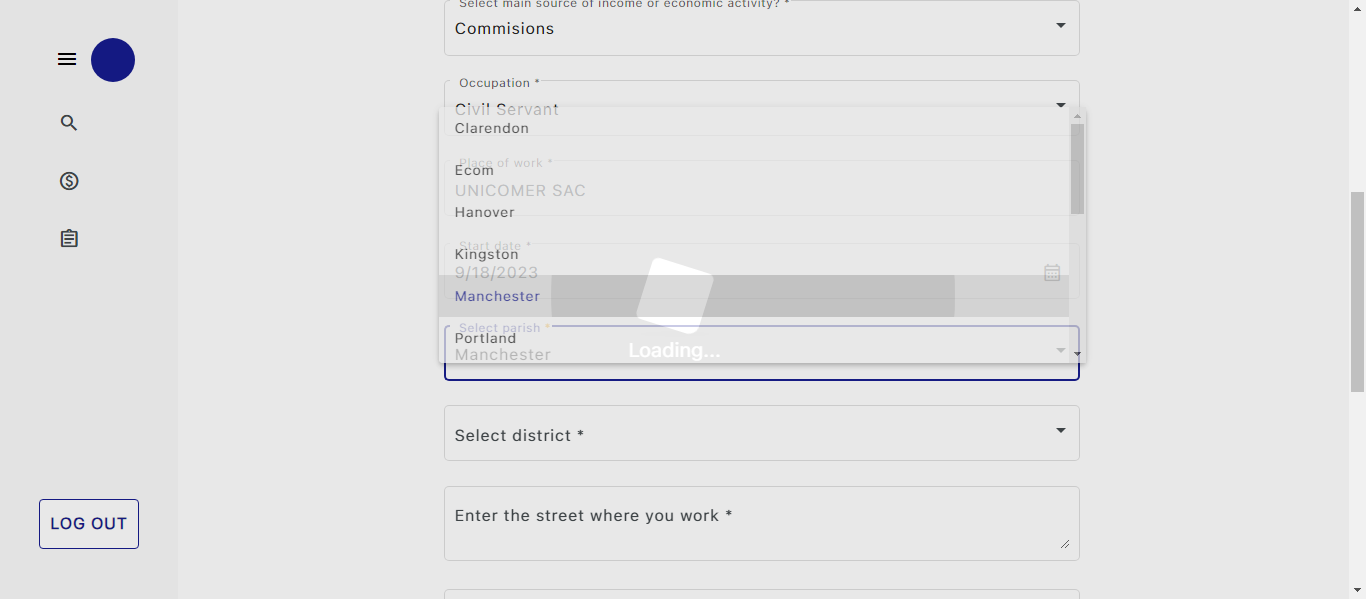 Select main source of income or economic activity? *
Commisions
Occupation *
Civil Servant
Clarendon
Place of work *
Ecom
UNICOMER SAC
Hanover
Start date *
Kingston
9/18/2023
Manchester
Select parish *
Portland
Manchester
Loading...
Select district *
Enter the street where you work *
LOG OUT